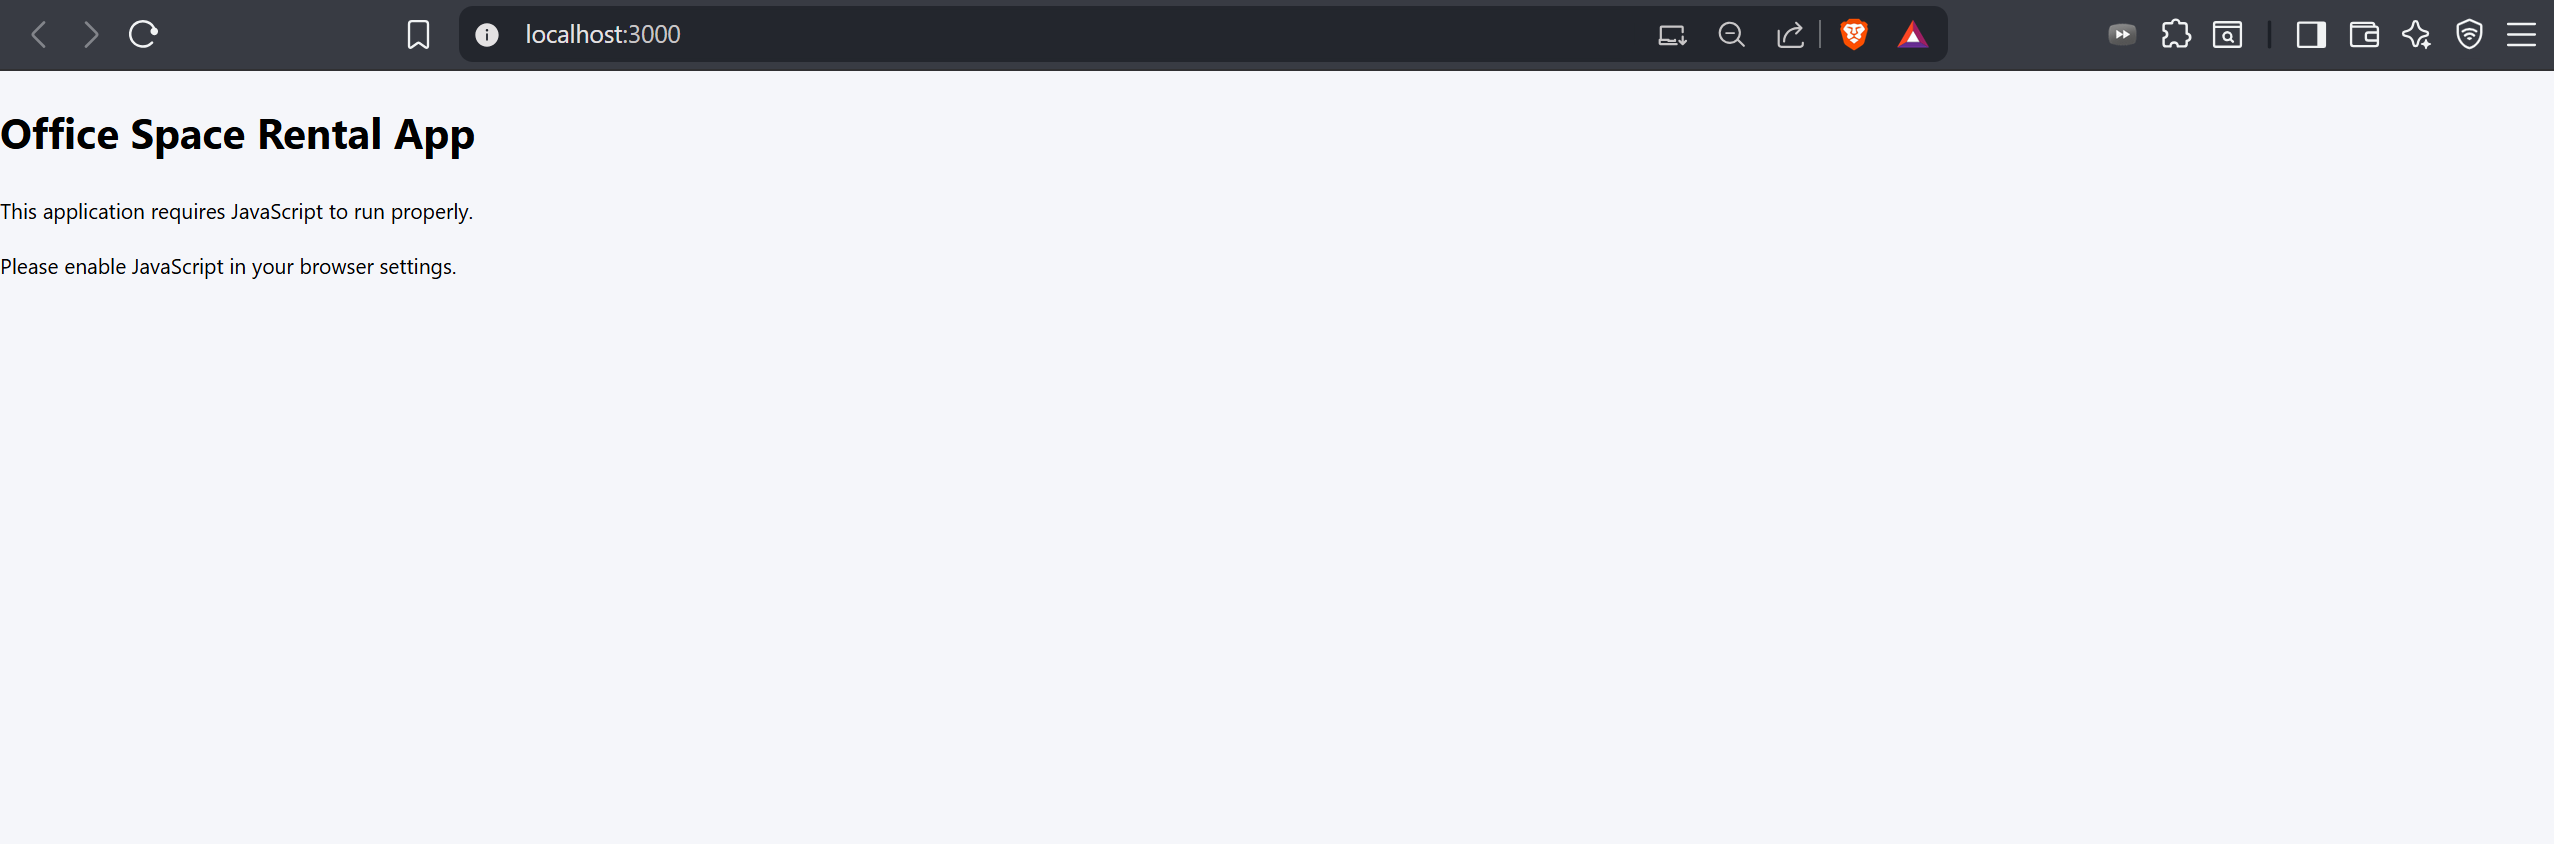 localhost:3000
Office Space Rental App
This application requires JavaScript to run properly.
Please enable JavaScript in your browser settings.